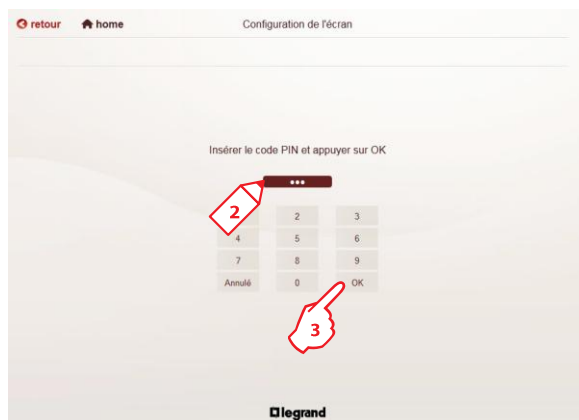 retour home Configuration de l'écran
Insérer le code PIN et appuyer sur OK
•••
2
2 3
4 5 6
7 8 9
Annulé 0 OK
3
legrand